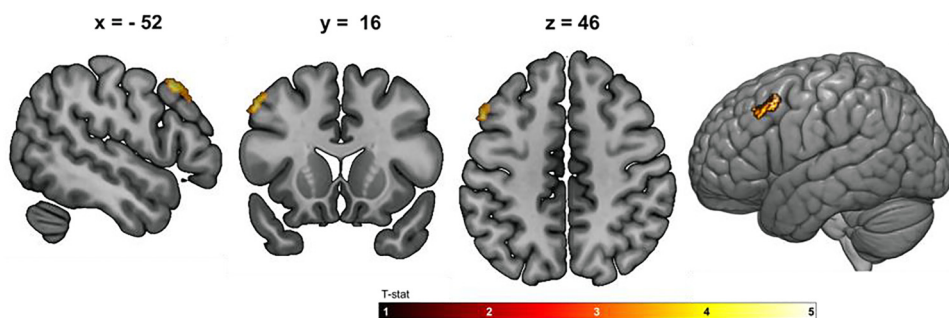 x = - 52
y = 16
z = 46
T-stat
1 2 3 4 5